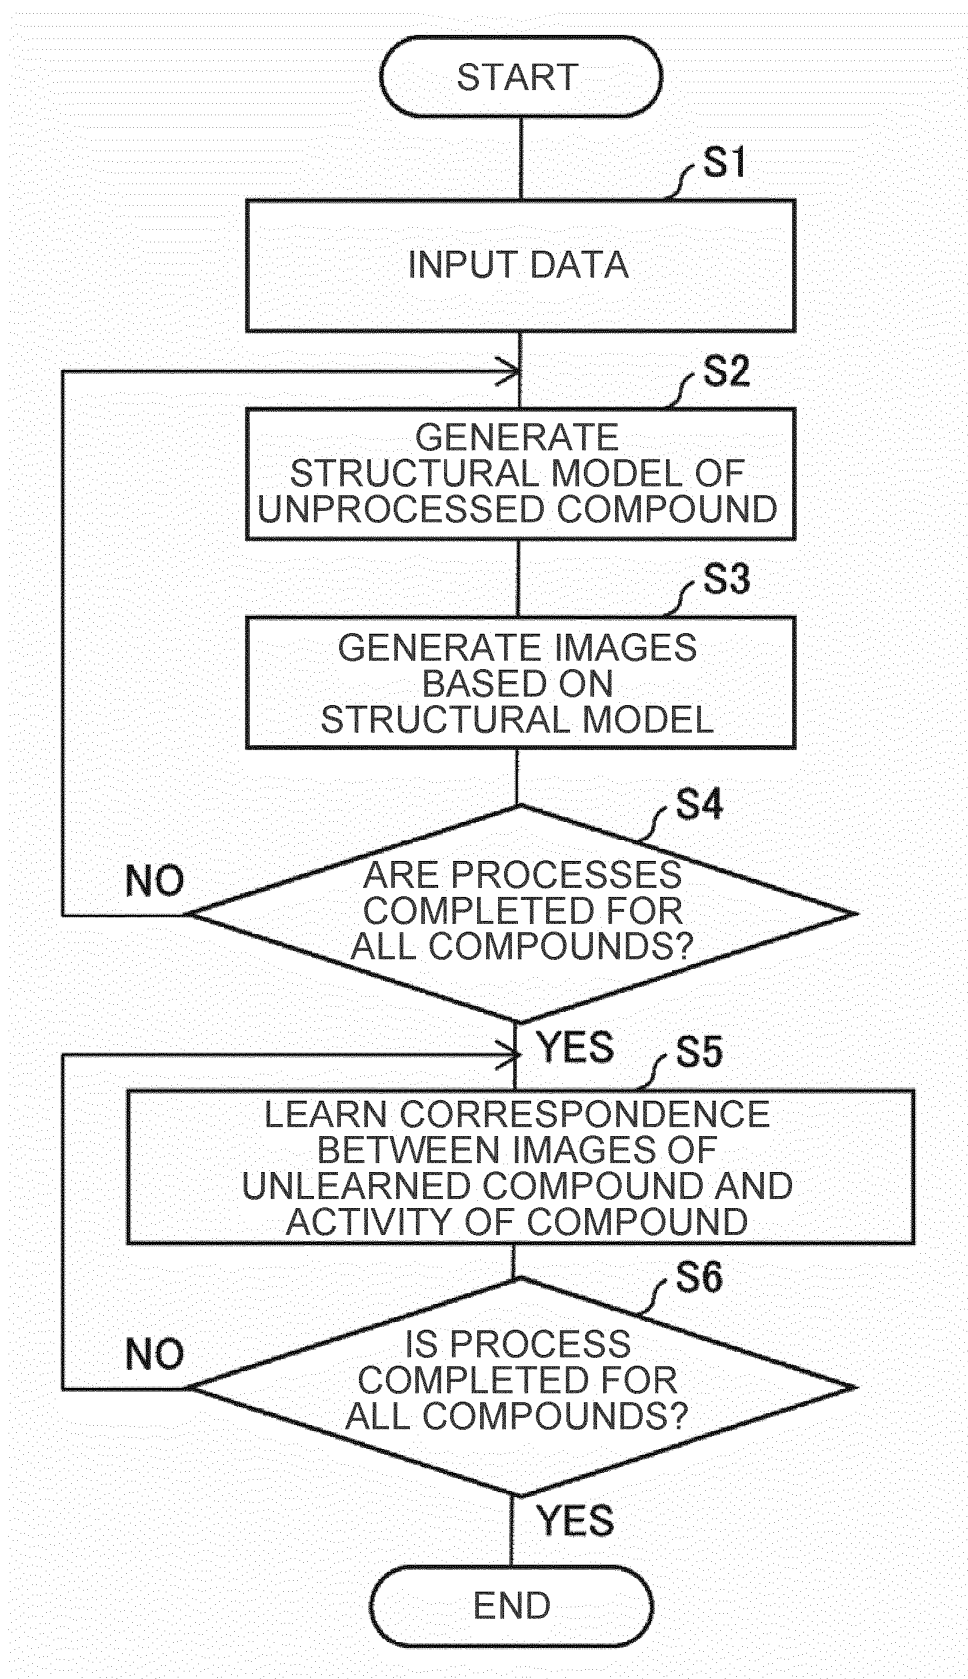 START
S1
INPUT DATA
S2
GENERATE
STRUCTURAL MODEL OF
UNPROCESSED COMPOUND
S3
GENERATE IMAGES
BASED ON
STRUCTURAL MODEL
S4
ARE PROCESSES
COMPLETED FOR
ALL COMPOUNDS?
NO
YES
S5
LEARN CORRESPONDENCE
BETWEEN IMAGES OF
UNLEARNED COMPOUND AND
ACTIVITY OF COMPOUND
S6
IS PROCESS
COMPLETED FOR
ALL COMPOUNDS?
NO
YES
END